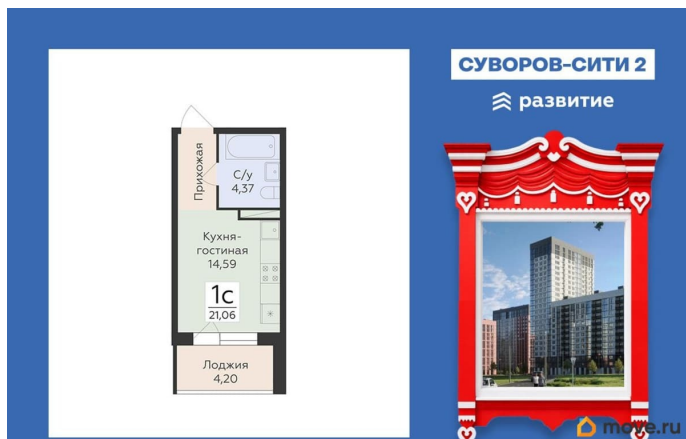 СУВОРОВ-СИТИ 2
развитие
Прихожая
С/у
4,37
Кухня-
гостиная
14,59
1С
21,06
Лоджия
4,20
move.ru